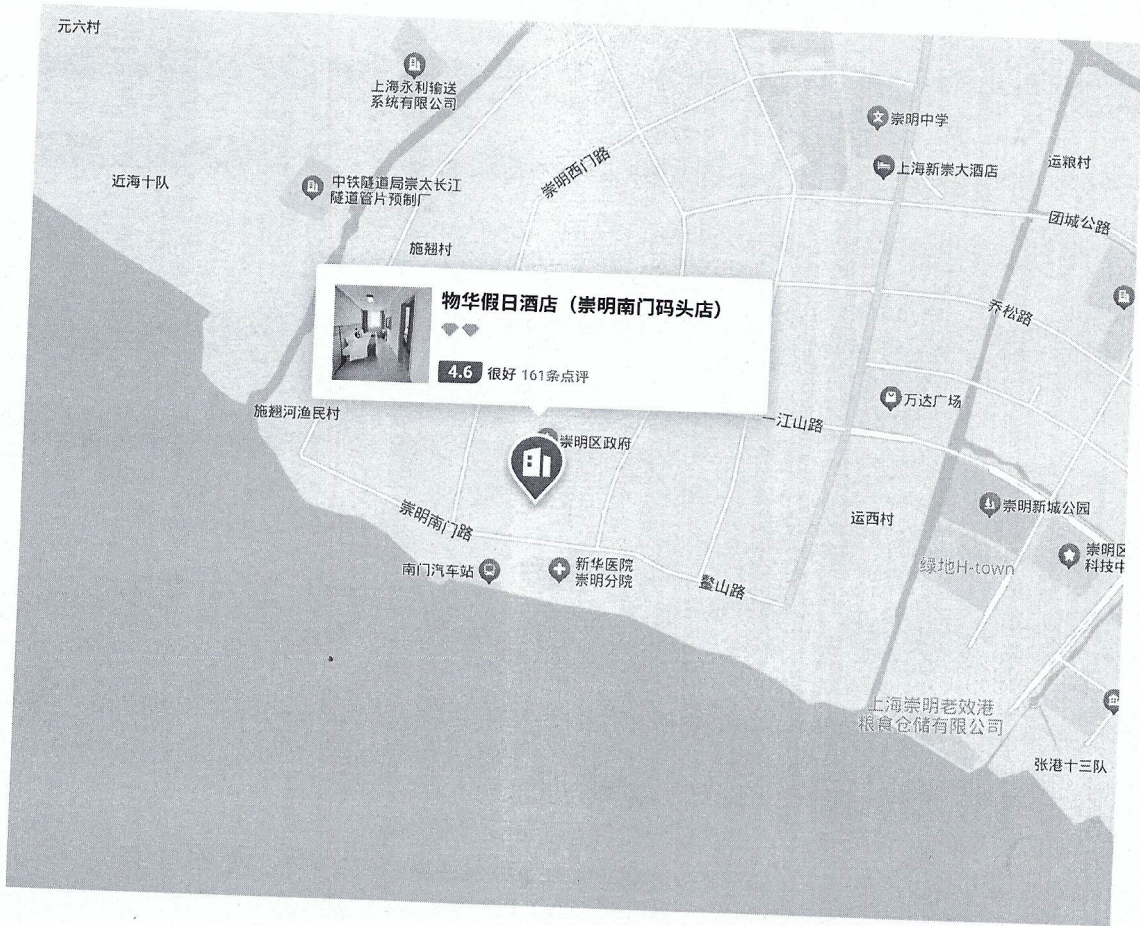 元六村
上海永利输送
系统有限公司
崇明中学
上海新崇大酒店
运粮村
近海十队
中铁隧道局崇太长江
隧道管片预制厂
崇明西门路
团城公路
施翘村
物华假日酒店（崇明南门码头店）
4.6 很好 161条点评
乔松路
万达广场
施翘河渔民村
一江山路
崇明区政府
崇明新城公园
崇明南门路
运西村
崇明区
科技中
绿地H-town
南门汽车站
新华医院
崇明分院
鳌山路
上海崇明老效港
粮食仓储有限公司
张港十三队